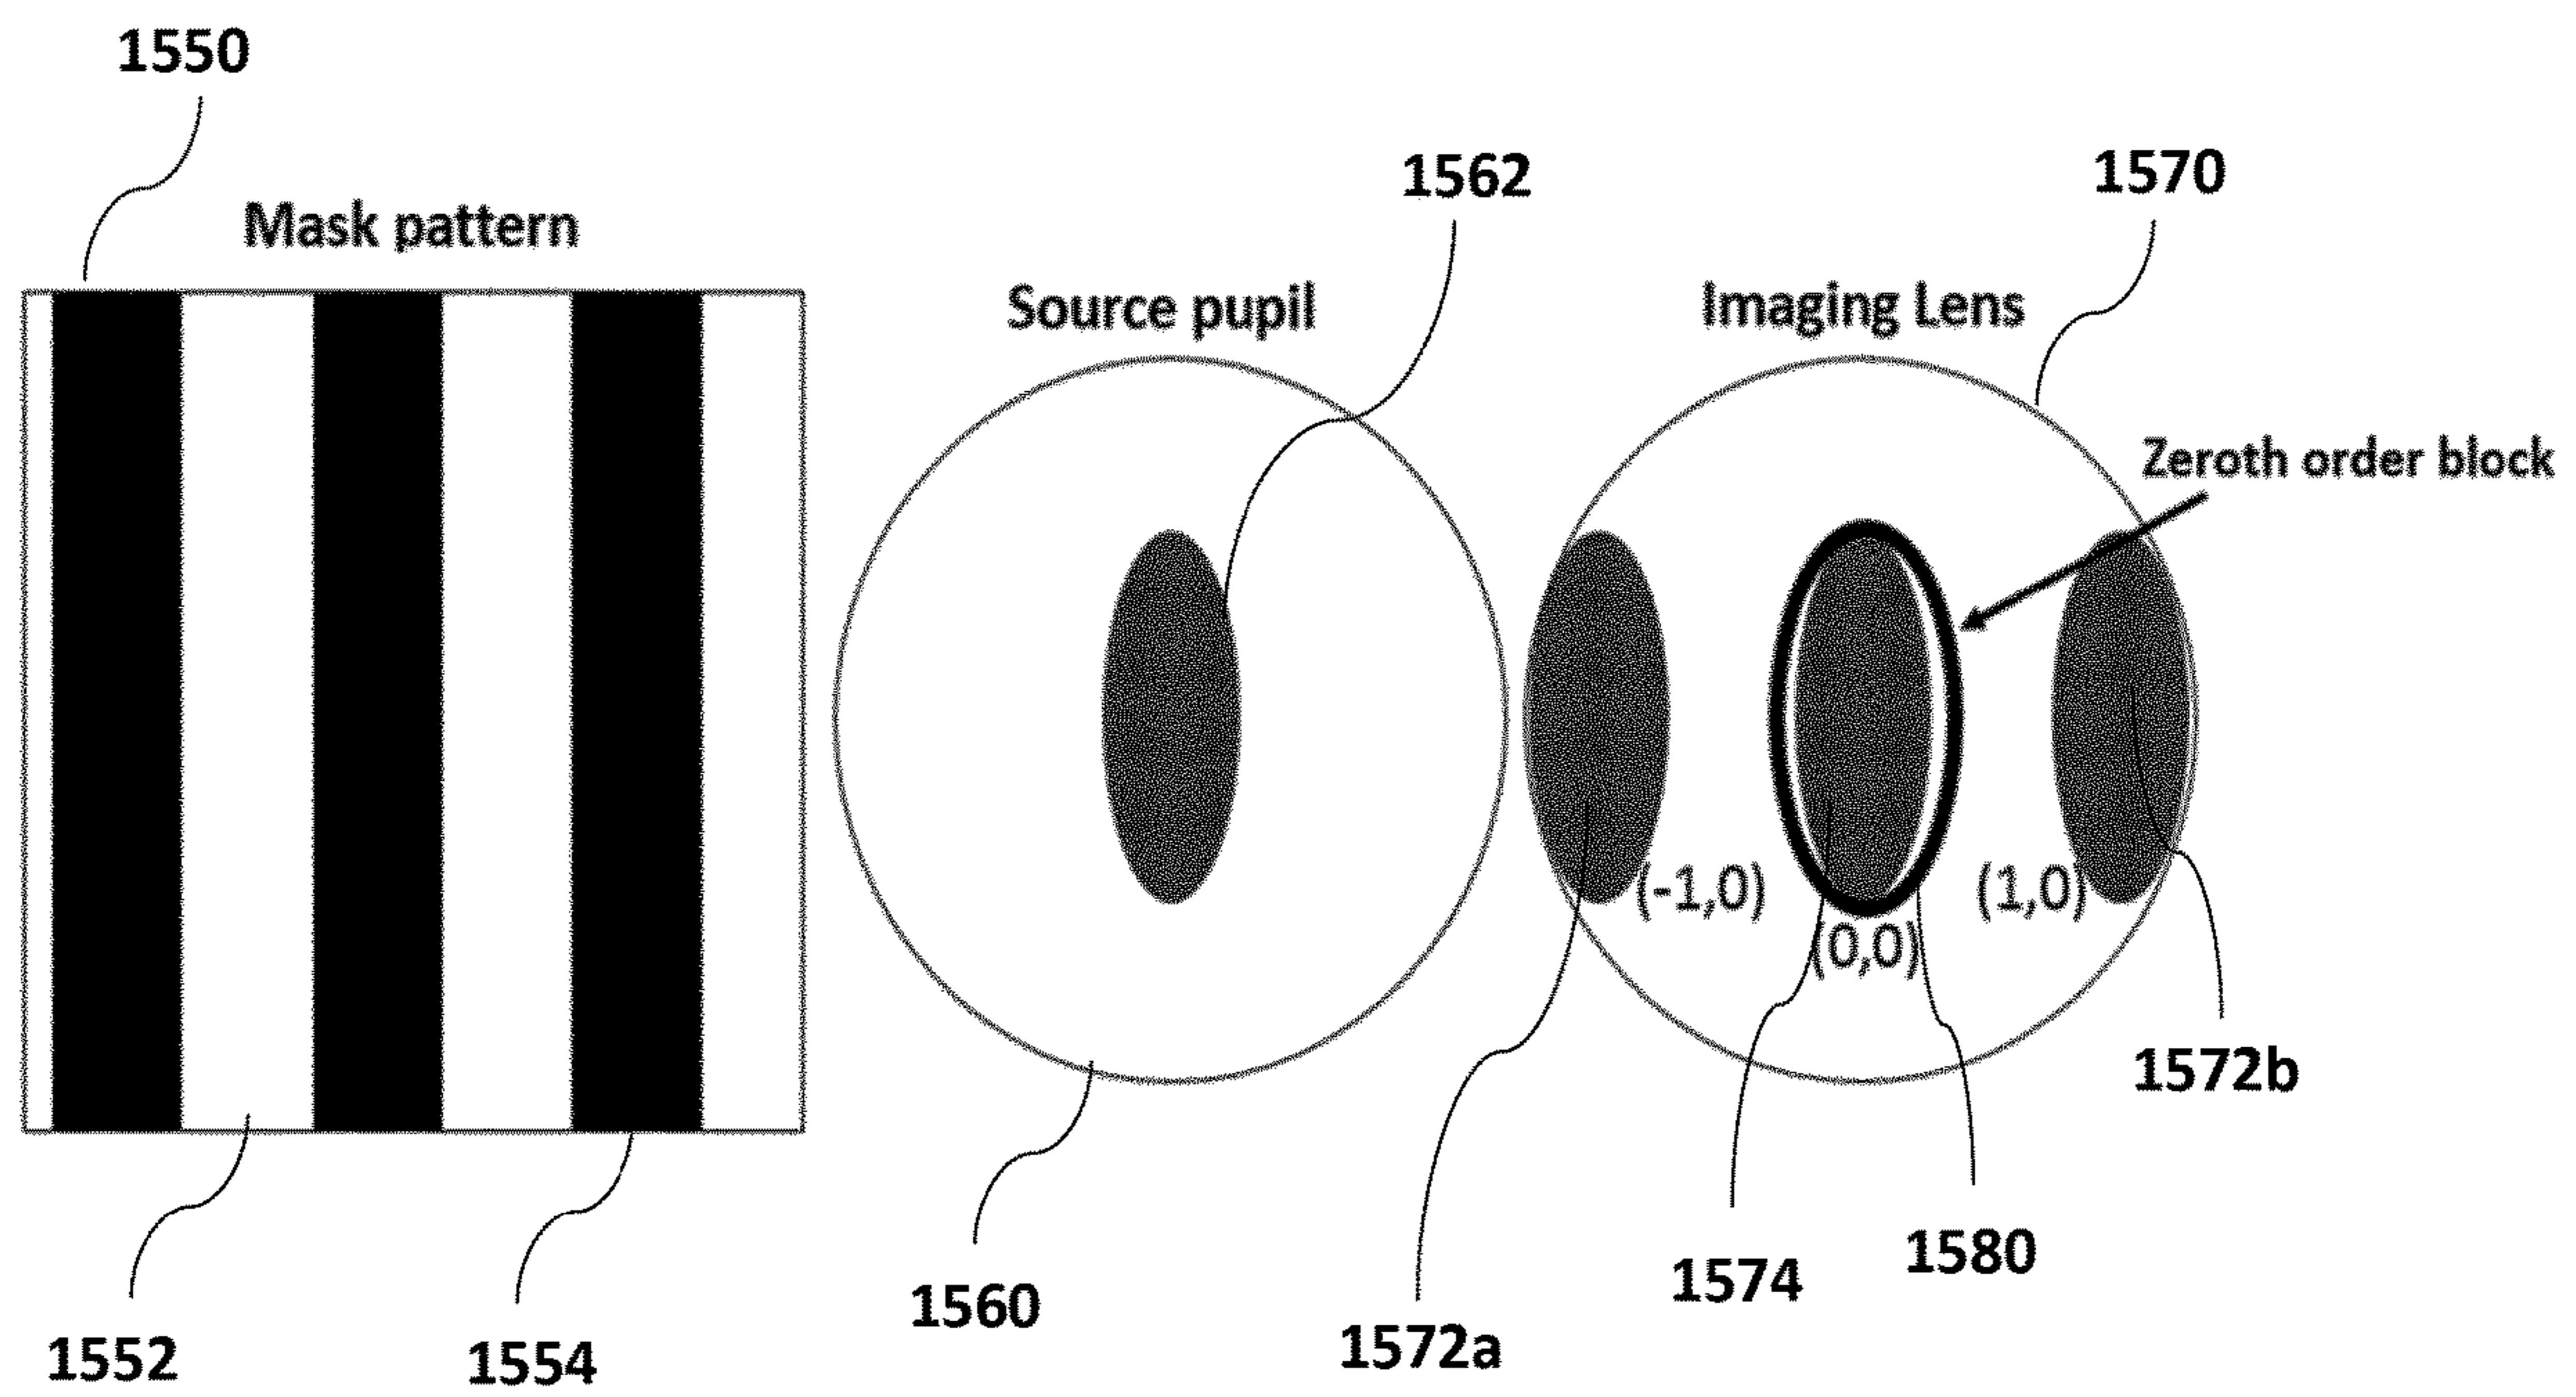 1550
1562
1570
Mask pattern
Source pupil
Imaging Lens
Zeroth order block
(-1,0)
(1,0)
(0,0)
1572b
1580
1574
1560
1572a
1552
1554